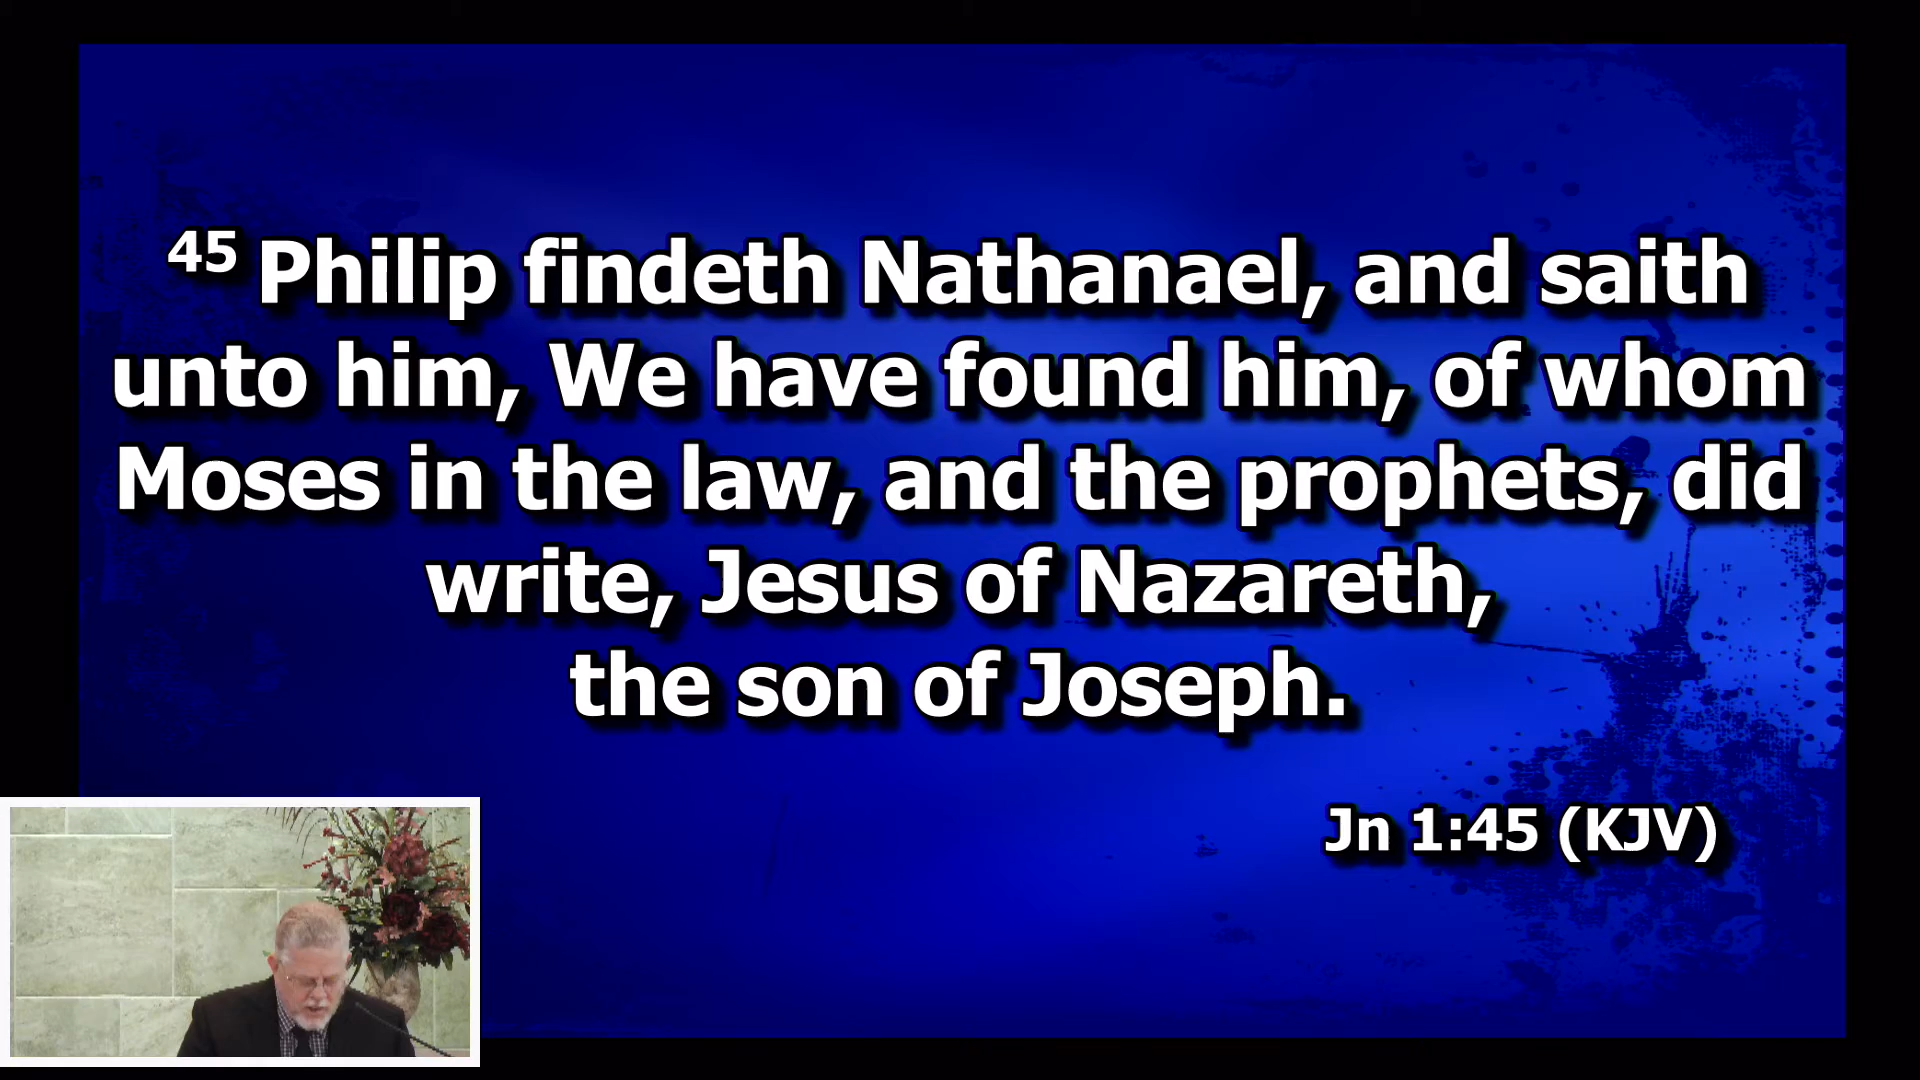 45 Philip findeth Nathanael, and saith
unto him, We have found him, of whom
Moses in the law, and the prophets, did
write, Jesus of Nazareth,
the son of Joseph.
Jn 1:45 (KJV)